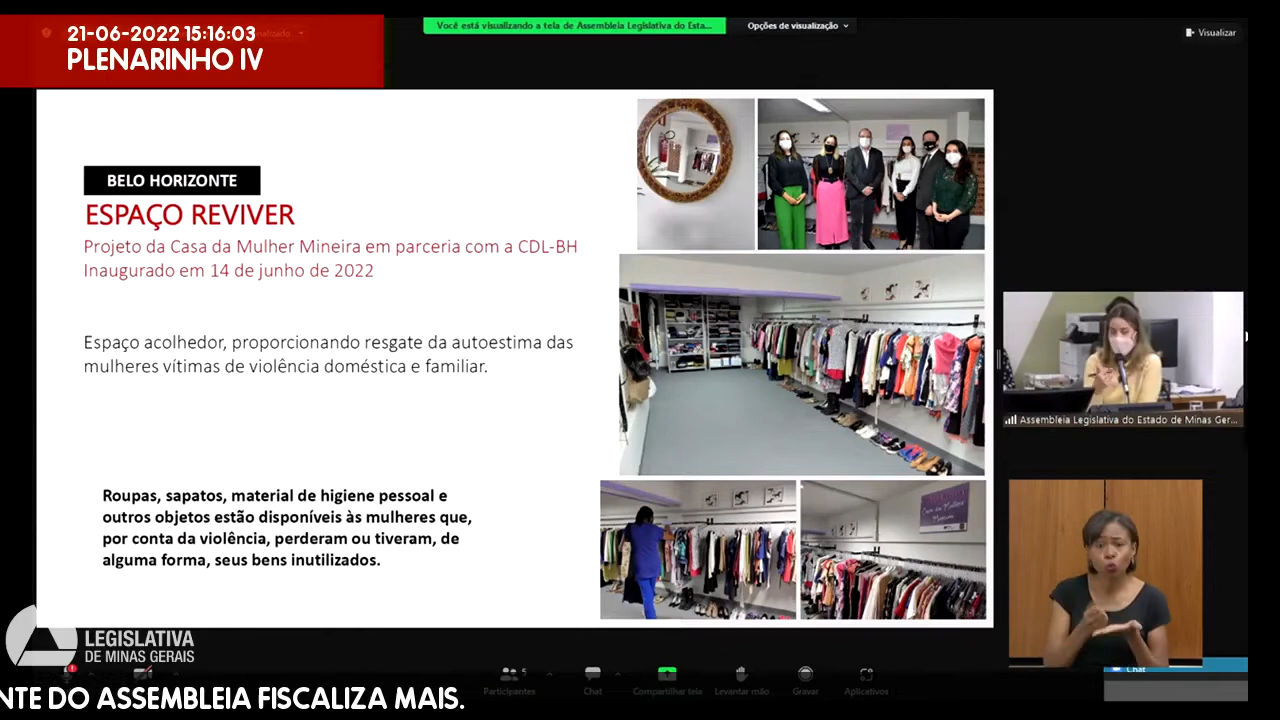 21-06-2022 15:16:03
PLENARINHO IV
Você está visualizando a tela de Assembleia Legislativa do Esta...
Opções de visualização
Visualizar
BELO HORIZONTE
ESPAÇO REVIVER
Projeto da Casa da Mulher Mineira em parceria com a CDL-BH
Inaugurado em 14 de junho de 2022
Espaço acolhedor, proporcionando resgate da autoestima das
mulheres vítimas de violência doméstica e familiar.
Roupas, sapatos, material de higiene pessoal e
outros objetos estão disponíveis às mulheres que,
por conta da violência, perderam ou tiveram, de
alguma forma, seus bens inutilizados.
Casa da Mulher
Mineira
Assembleia Legislativa do Estado de Minas Ger...
LEGISLATIVA
DE MINAS GERAIS
Participantes
5
Chat
Compartilhar tela
Levantar mão
Gravar
Aplicativos
Chat
NTE DO ASSEMBLEIA FISCALIZA MAIS.